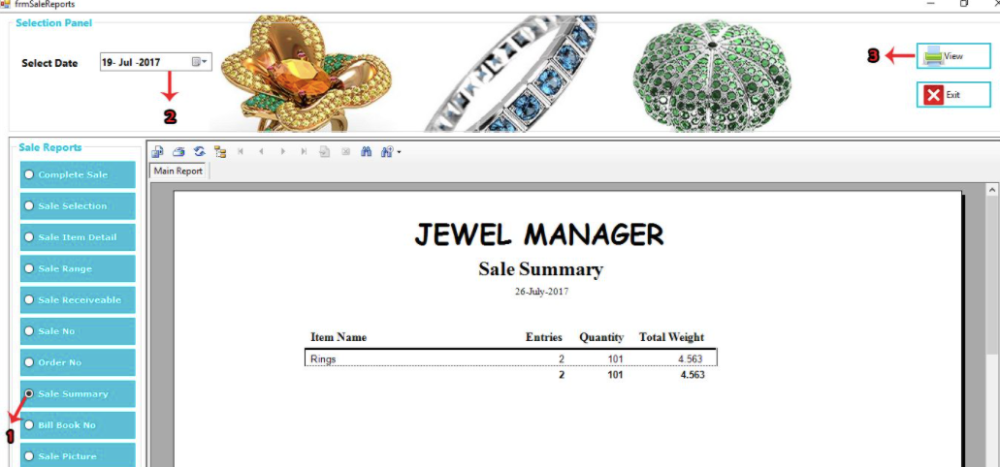 frmSaleReports
Selection Panel
Select Date
19- Jul -2017
2
3
View
Exit
Sale Reports
Complete Sale
Sale Selection
Sale Item Detail
Sale Range
Sale Receiveable
Sale No
Order No
Sale Summary
1
Bill Book No
Sale Picture
Main Report
JEWEL MANAGER
Sale Summary
26-July-2017
Item Name Entries Quantity Total Weight
Rings 2 101 4.563
2 101 4.563